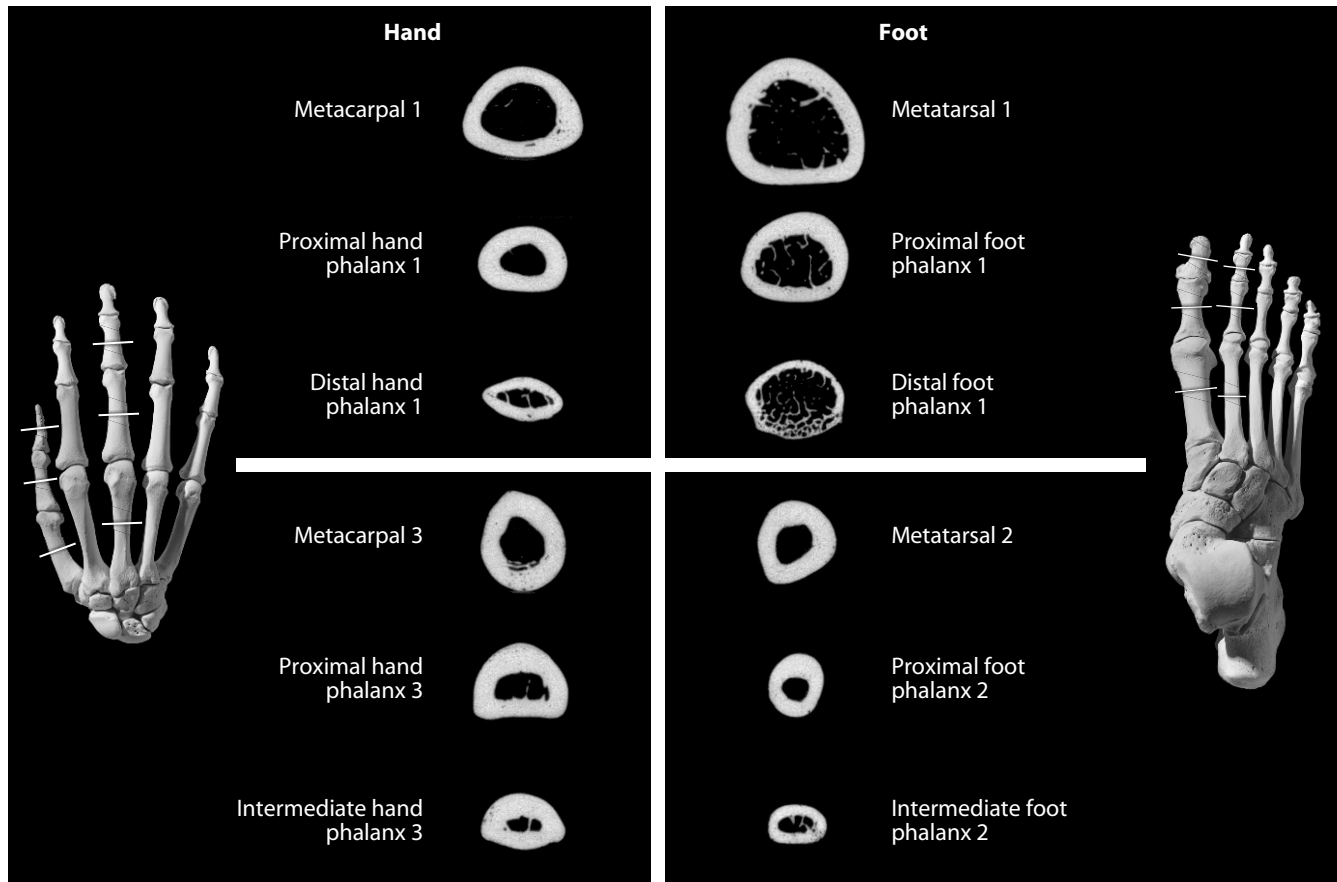 Hand
Metacarpal 1
Proximal hand
phalanx 1
Distal hand
phalanx 1
Metacarpal 3
Proximal hand
phalanx 3
Intermediate hand
phalanx 3
Foot
Metatarsal 1
Proximal foot
phalanx 1
Distal foot
phalanx 1
Metatarsal 2
Proximal foot
phalanx 2
Intermediate foot
phalanx 2